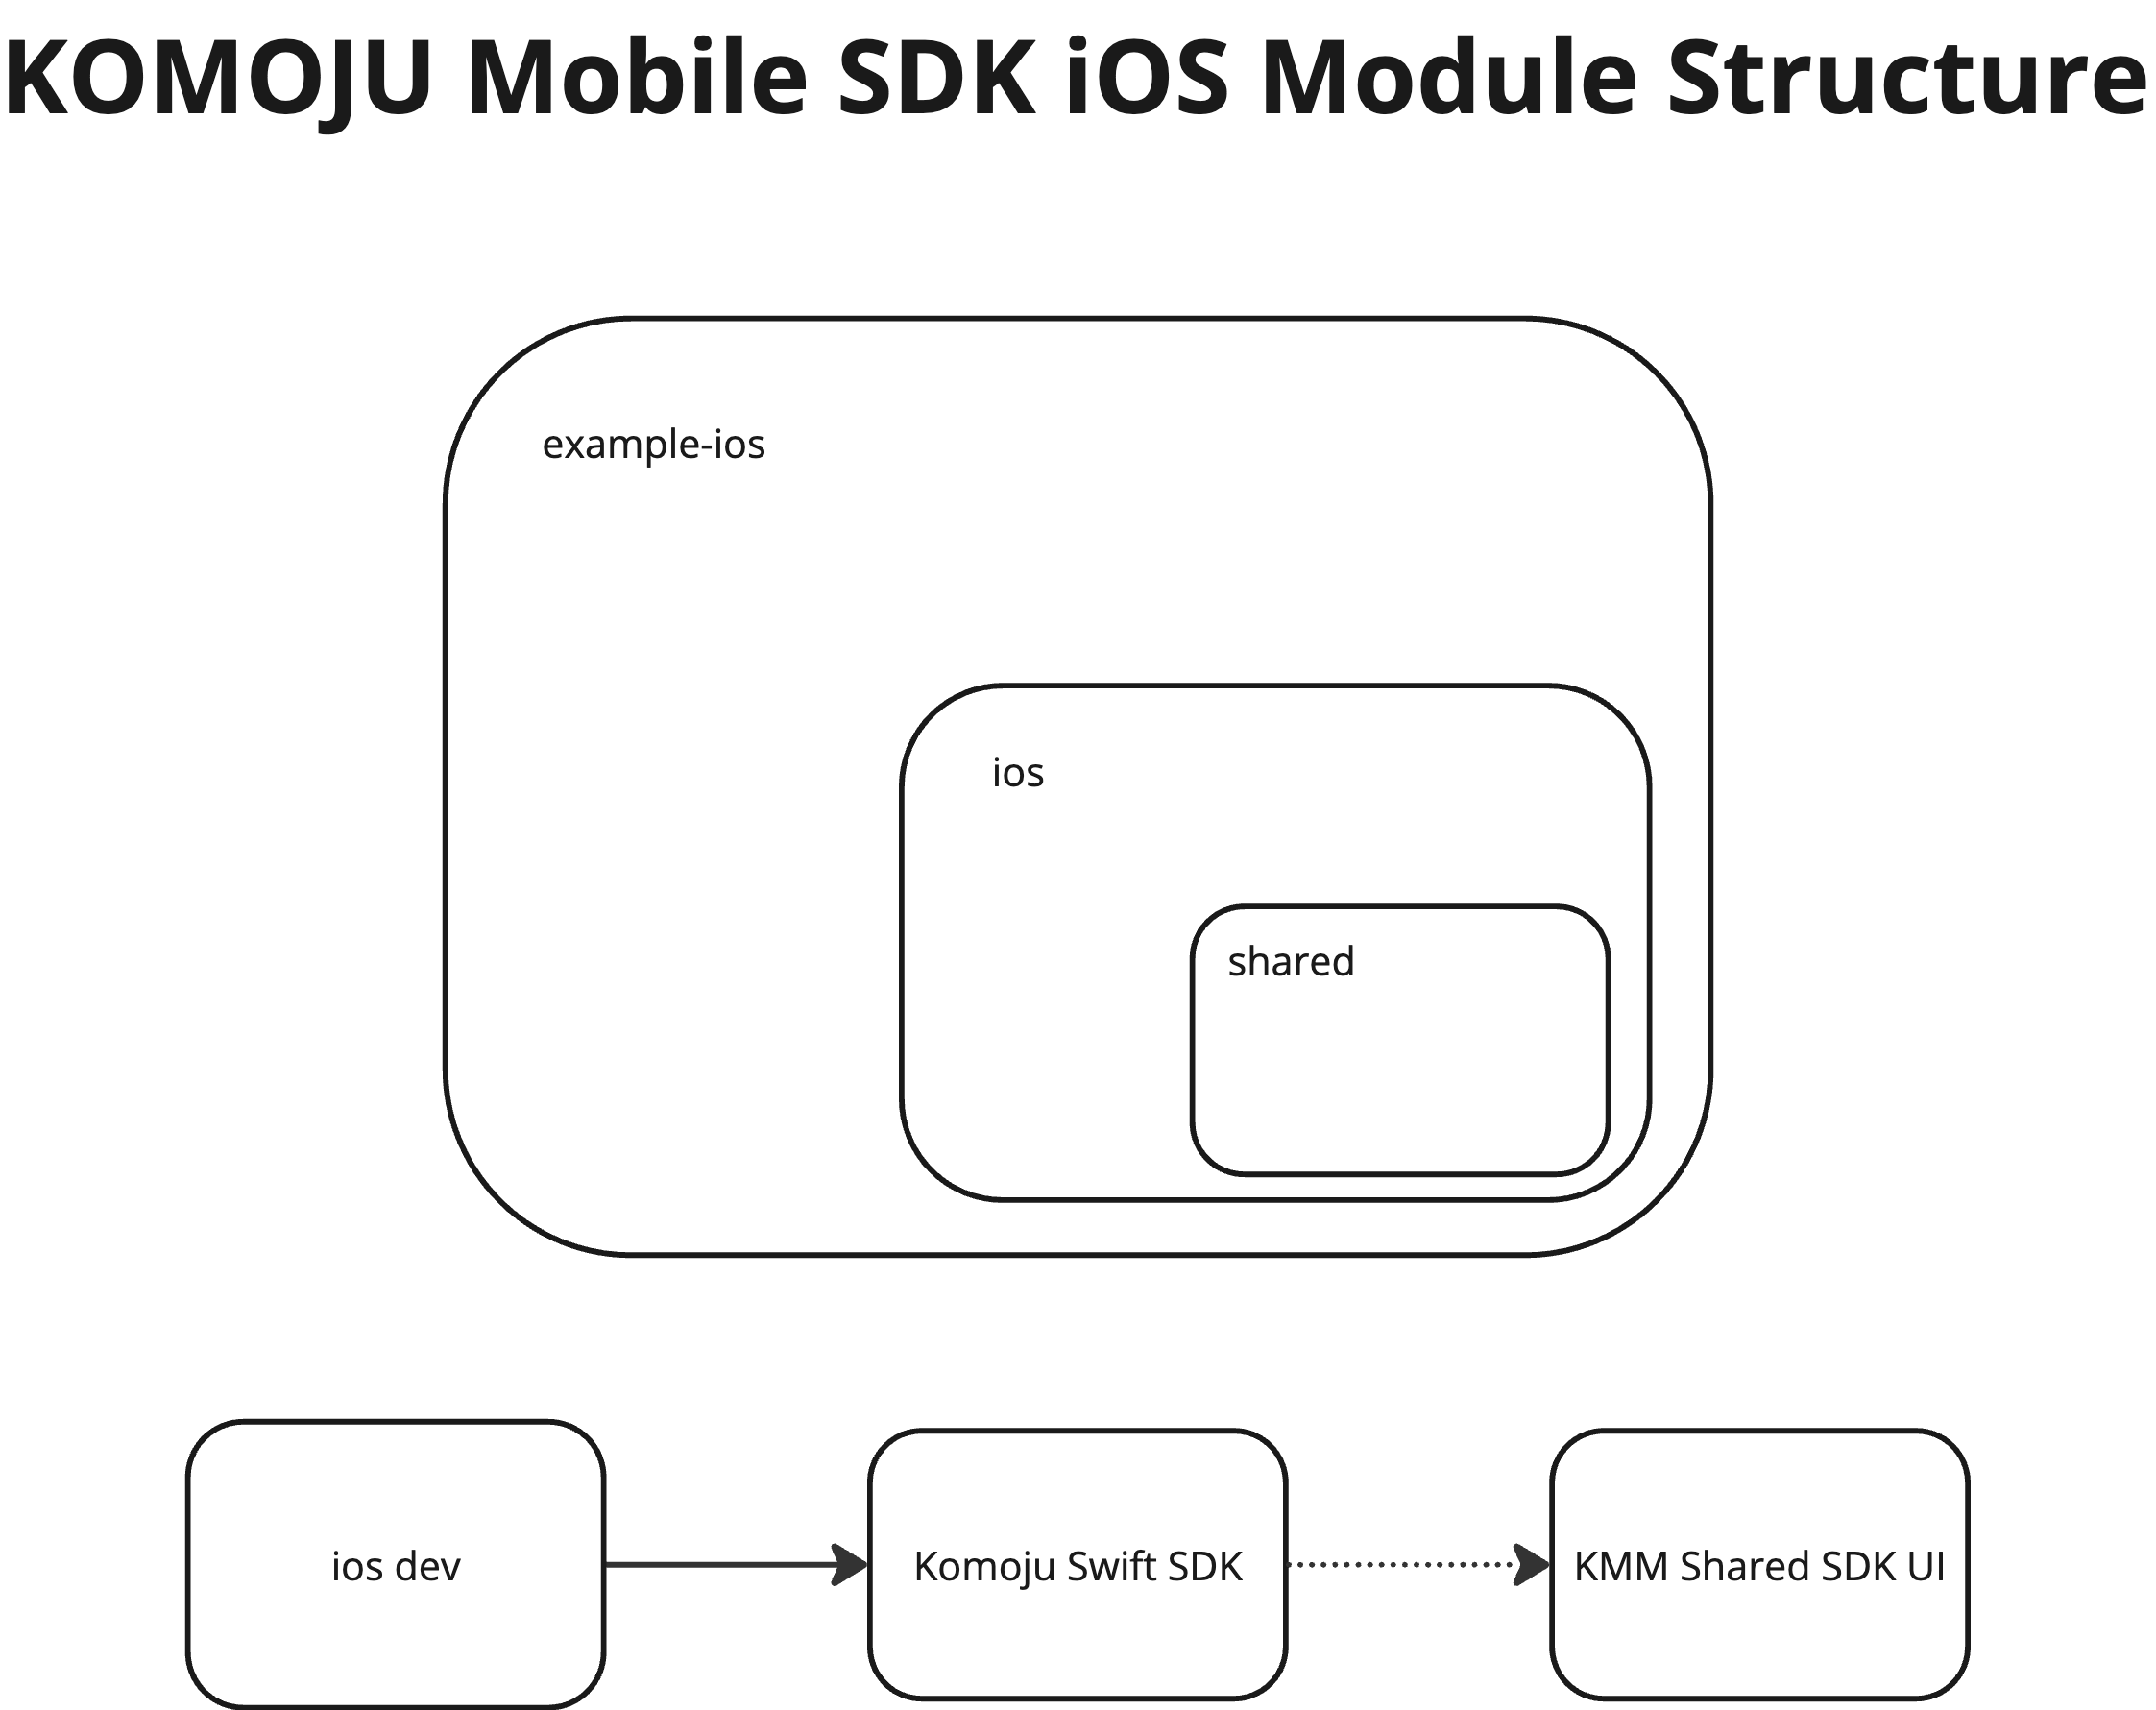 KOMOJU Mobile SDK iOS Module Structure
example-ios
ios
shared
ios dev
Komoju Swift SDK
KMM Shared SDK UI